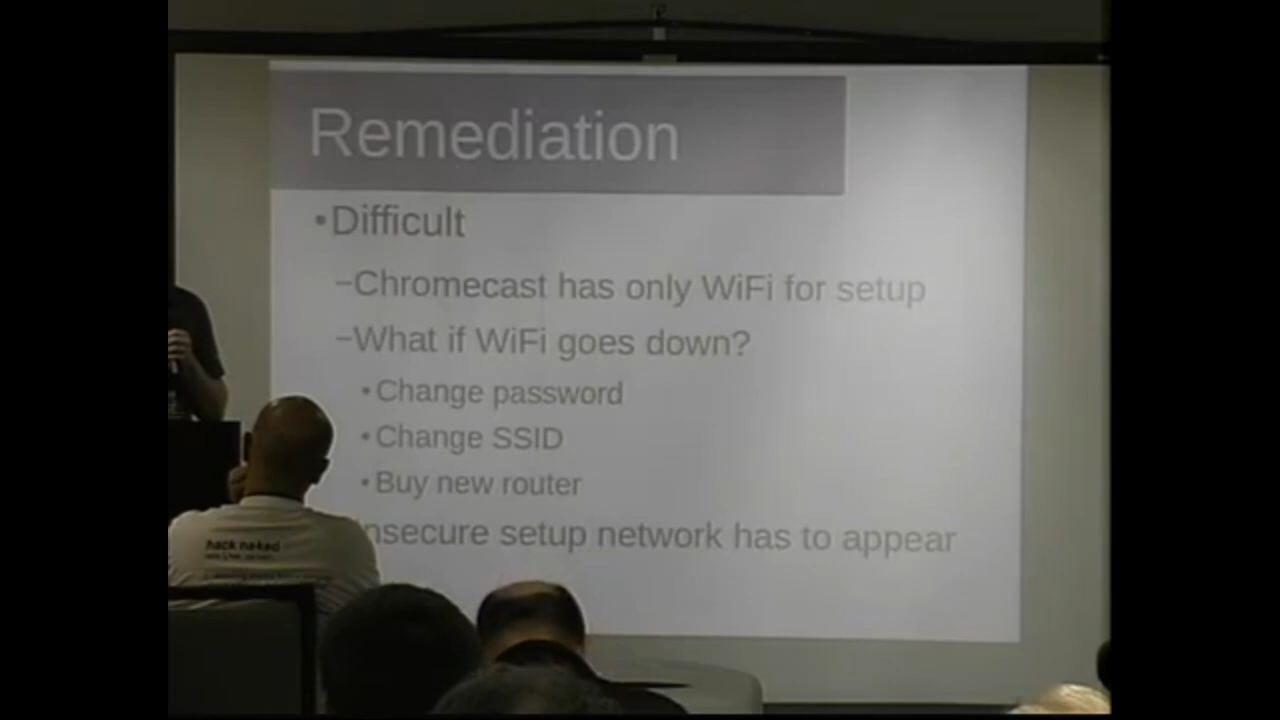 Remediation
•Difficult
–Chromecast has only WiFi for setup
–What if WiFi goes down?
•Change password
•Change SSID
•Buy new router
nsecure setup network has to appear
hack naked